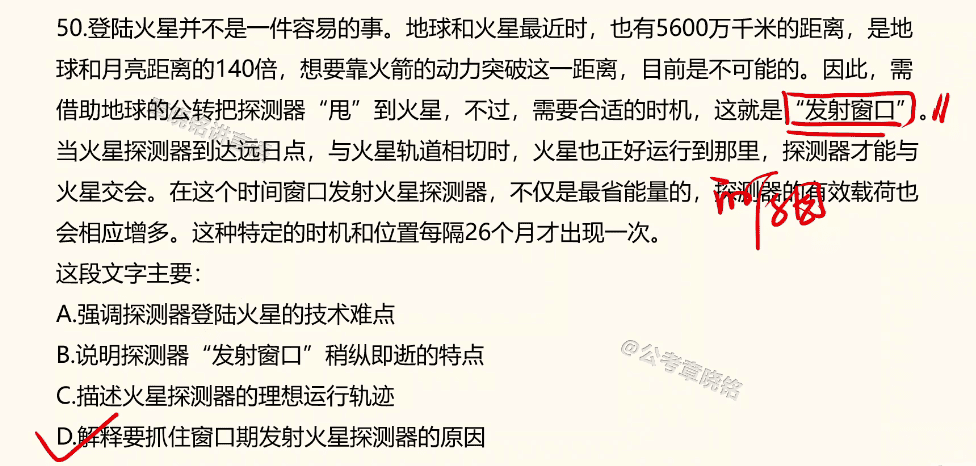 50.登陆火星并不是一件容易的事。地球和火星最近时，也有5600万千米的距离，是地
球和月亮距离的140倍，想要靠火箭的动力突破这一距离，目前是不可能的。因此，需
借助地球的公转把探测器“甩”到火星，不过，需要合适的时机，这就是“发射窗口”。
当火星探测器到达远日点，与火星轨道相切时，火星也正好运行到那里，探测器才能与
火星交会。在这个时间窗口发射火星探测器，不仅是最省能量的，探测器的有效载荷也
会相应增多。这种特定的时机和位置每隔26个月才出现一次。
这段文字主要：
A.强调探测器登陆火星的技术难点
B.说明探测器“发射窗口”稍纵即逝的特点
@公考章晓铭
C.描述火星探测器的理想运行轨迹
D.解释要抓住窗口期发射火星探测器的原因